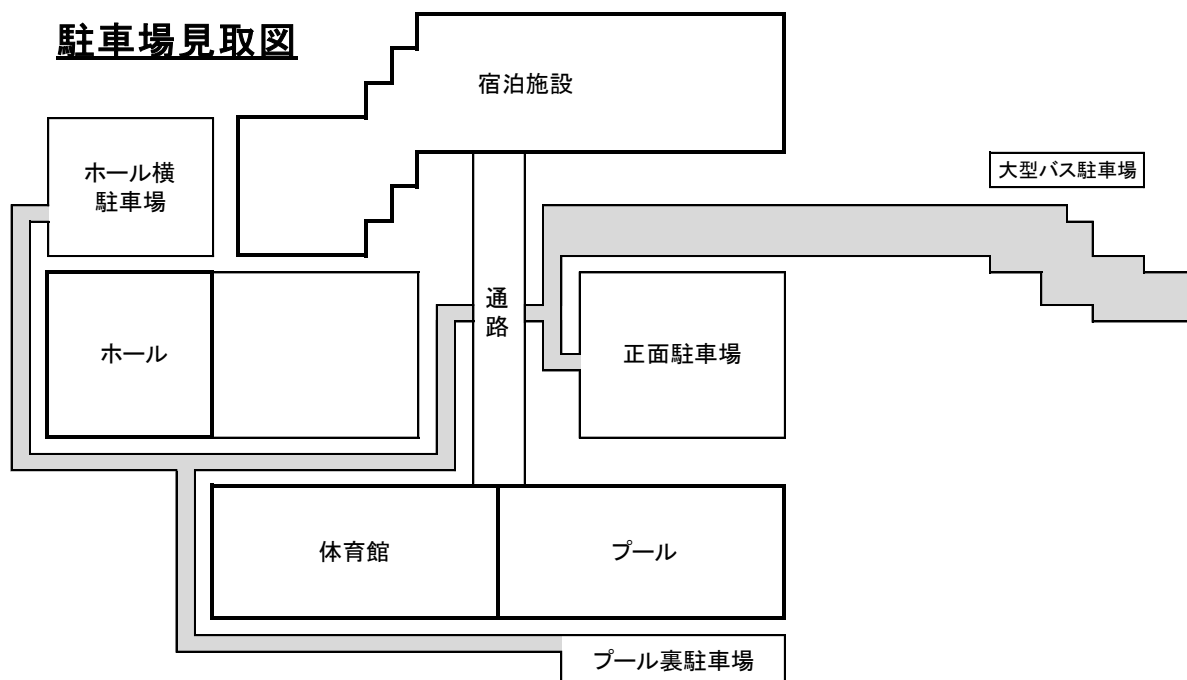 駐車場見取図
宿泊施設
ホール横
駐車場
大型バス駐車場
通
路
ホール
正面駐車場
体育館
プール
プール裏駐車場